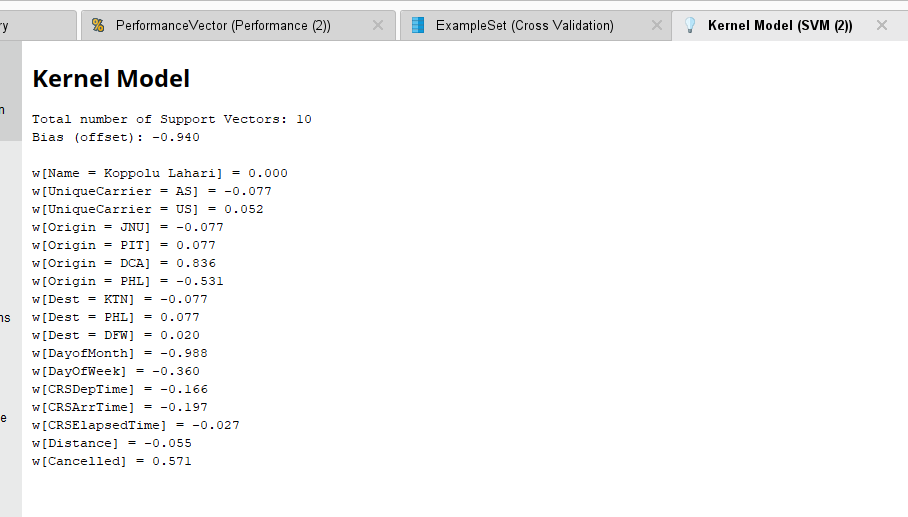 ry
PerformanceVector (Performance (2))
ExampleSet (Cross Validation)
Kernel Model (SVM (2))
Kernel Model
n
Total number of Support Vectors: 10
Bias (offset): -0.940
w[Name = Koppolu Lahari] = 0.000
w[UniqueCarrier = AS] = -0.077
w[UniqueCarrier = US] = 0.052
w[Origin = JNU] = -0.077
w[Origin = PIT] = 0.077
w[Origin = DCA] = 0.836
w[Origin = PHL] = -0.531
w[Dest = KTN] = -0.077
ns
w[Dest = PHL] = 0.077
w[Dest = DFW] = 0.020
w[DayofMonth] = -0.988
w[DayOfWeek] = -0.360
w[CRSDepTime] = -0.166
w[CRSArrTime] = -0.197
e
w[CRSElapsedTime] = -0.027
w[Distance] = -0.055
w[Cancelled] = 0.571